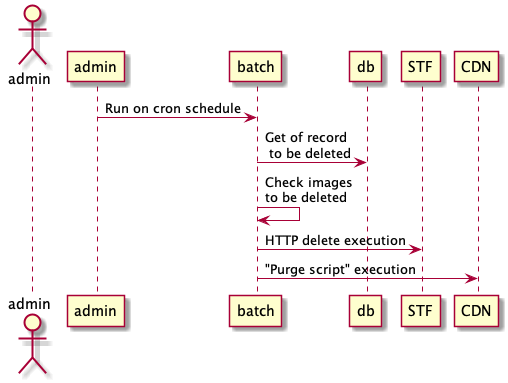 admin
admin
batch
db
STF
CDN
Run on cron schedule
Get of record
to be deleted
Check images
to be deleted
HTTP delete execution
"Purge script" execution
admin
admin
batch
db
STF
CDN